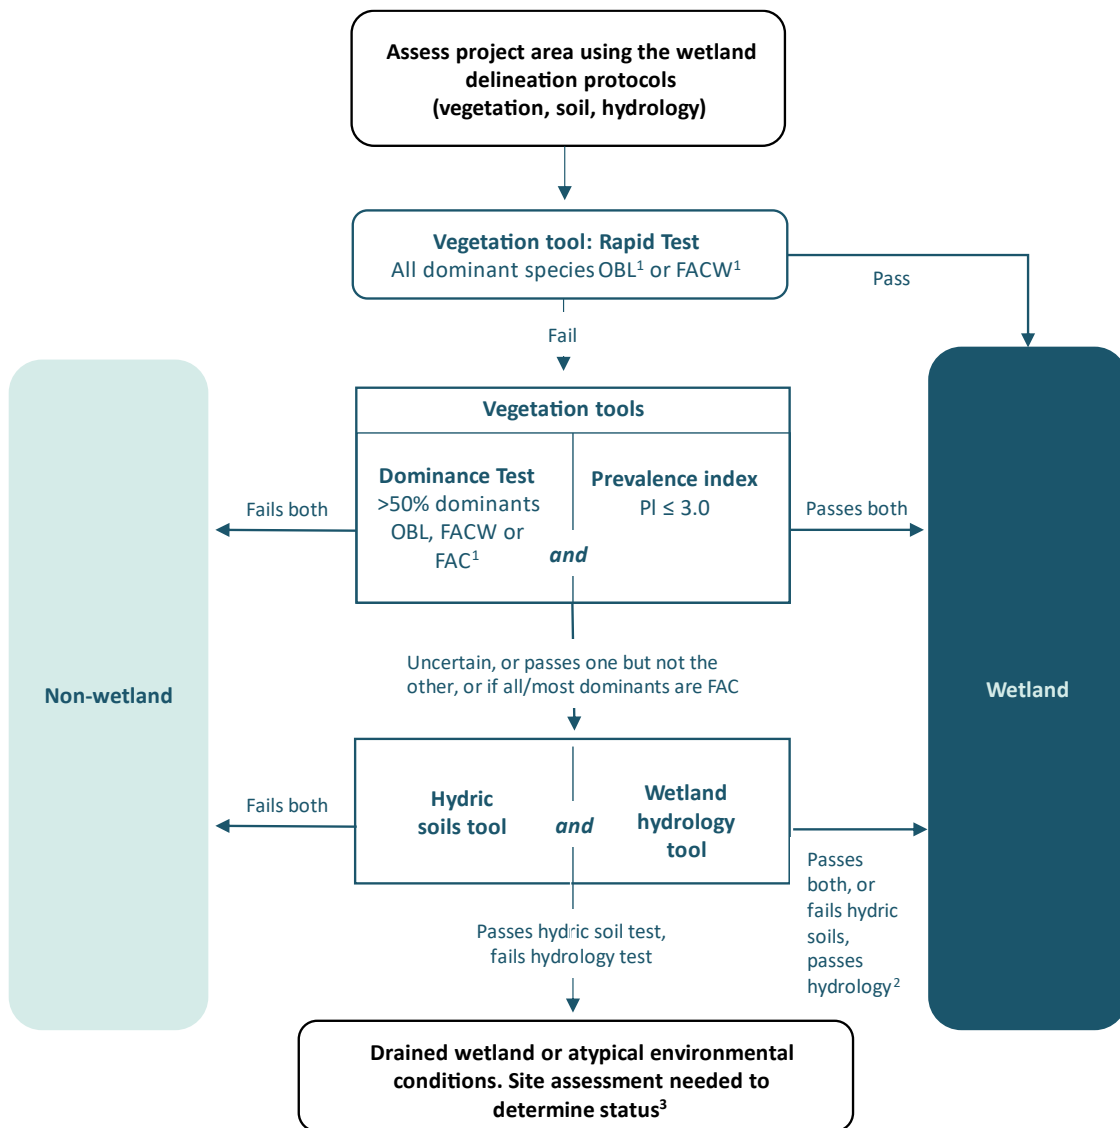 Assess project area using the wetland
delineation protocols
(vegetation, soil, hydrology)
Vegetation tool: Rapid Test
All dominant species OBL¹ or FACW¹
Pass
Fail
Vegetation tools
Dominance Test
>50% dominants
OBL, FACW or
FAC¹
and
Prevalence index
PI ≤ 3.0
Fails both
Passes both
Uncertain, or passes one but not the
other, or if all/most dominants are FAC
Non-wetland
Wetland
Hydric
soils tool
and
Wetland
hydrology
tool
Fails both
Passes
both, or
fails hydric
soils,
passes
hydrology²
Passes hydric soil test,
fails hydrology test
Drained wetland or atypical environmental
conditions. Site assessment needed to
determine status³